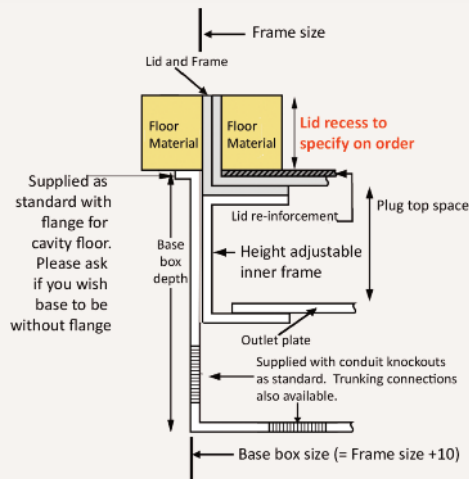 Frame size
Lid and Frame
Floor
Material
Floor
Material
Lid recess to
specify on order
Supplied as
standard with
flange for
cavity floor.
Please ask
if you wish
base to be
without flange
Base
box
depth
Lid re-inforcement
Plug top space
Height adjustable
inner frame
Outlet plate
Supplied with conduit knockouts
as standard. Trunking connections
also available.
Base box size (= Frame size +10)